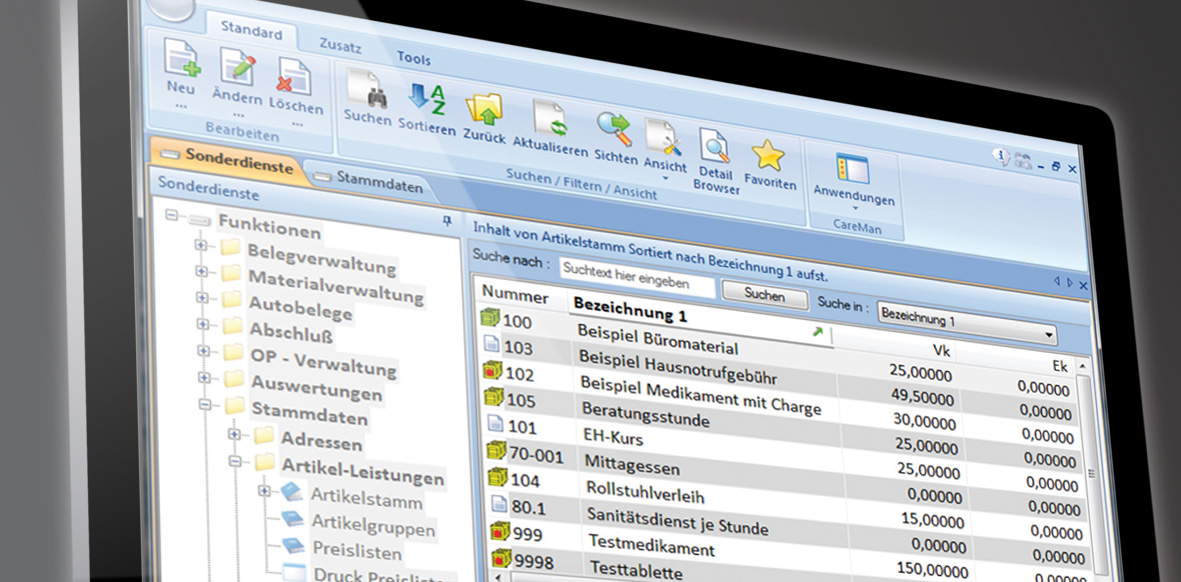 Standard
Zusatz
Tools
Neu
...
Ändern
...
Löschen
...
Bearbeiten
Suchen
Sortieren
Zurück
Aktualisieren
Sichten
Ansicht
Detail
Browser
Favoriten
Suchen / Filtern / Ansicht
Anwendungen
CareMan
Sonderdienste
Stammdaten
Sonderdienste
Funktionen
Belegverwaltung
Materialverwaltung
Autobelege
Abschluß
OP - Verwaltung
Auswertungen
Stammdaten
Adressen
Artikel-Leistungen
Artikelstamm
Artikelgruppen
Preislisten
Druck Preisliste
Inhalt von Artikelstamm Sortiert nach Bezeichnung 1 aufst.
Suche nach : Suchtext hier eingeben Suchen Suche in : Bezeichnung 1
Nummer Bezeichnung 1 Vk Ek
100 Beispiel Büromaterial 25,00000 0,00000
103 Beispiel Hausnotrufgebühr 49,50000 0,00000
102 Beispiel Medikament mit Charge 30,00000 0,00000
105 Beratungsstunde 25,00000 0,00000
101 EH-Kurs 25,00000 0,00000
70-001 Mittagessen 0,00000 0,00000
104 Rollstuhlverleih 15,00000 0,00000
80.1 Sanitätsdienst je Stunde 0,00000 0,00000
999 Testmedikament 150,00000 0,00000
9998 Testtablette